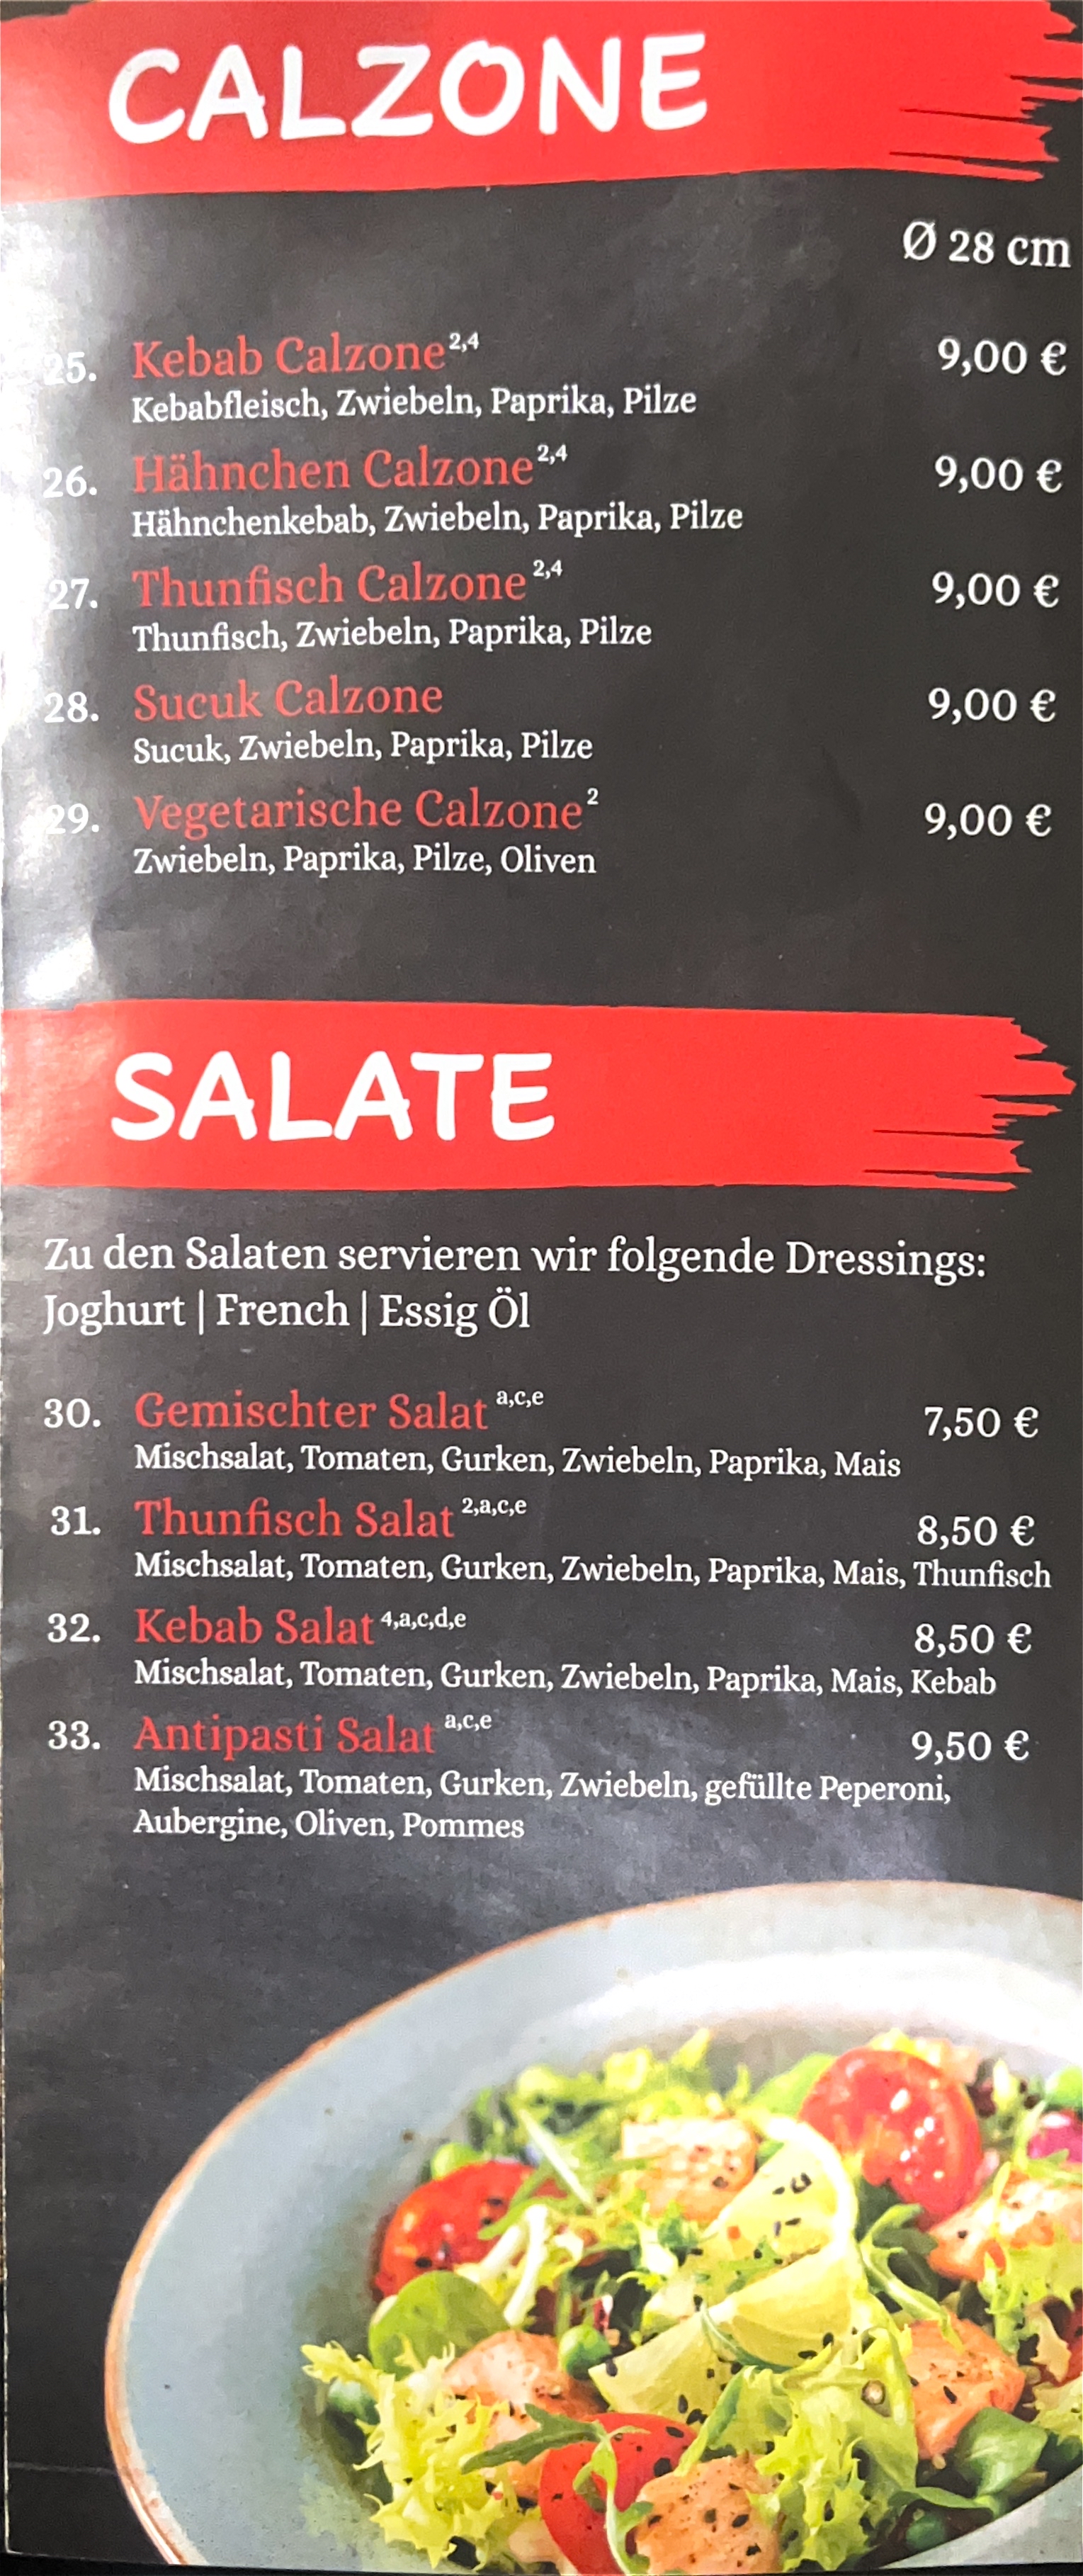 CALZONE
Ø 28 cm
25. Kebab Calzone 2,4 9,00 €
Kebabfleisch, Zwiebeln, Paprika, Pilze
26. Hähnchen Calzone 2,4 9,00 €
Hähnchenkebab, Zwiebeln, Paprika, Pilze
27. Thunfisch Calzone 2,4 9,00 €
Thunfisch, Zwiebeln, Paprika, Pilze
28. Sucuk Calzone 9,00 €
Sucuk, Zwiebeln, Paprika, Pilze
29. Vegetarische Calzone 2 9,00 €
Zwiebeln, Paprika, Pilze, Oliven
SALATE
Zu den Salaten servieren wir folgende Dressings:
Joghurt | French | Essig Öl
30. Gemischter Salat a,c,e 7,50 €
Mischsalat, Tomaten, Gurken, Zwiebeln, Paprika, Mais
31. Thunfisch Salat 2,a,c,e 8,50 €
Mischsalat, Tomaten, Gurken, Zwiebeln, Paprika, Mais, Thunfisch
32. Kebab Salat 4,a,c,d,e 8,50 €
Mischsalat, Tomaten, Gurken, Zwiebeln, Paprika, Mais, Kebab
33. Antipasti Salat a,c,e 9,50 €
Mischsalat, Tomaten, Gurken, Zwiebeln, gefüllte Peperoni,
Aubergine, Oliven, Pommes